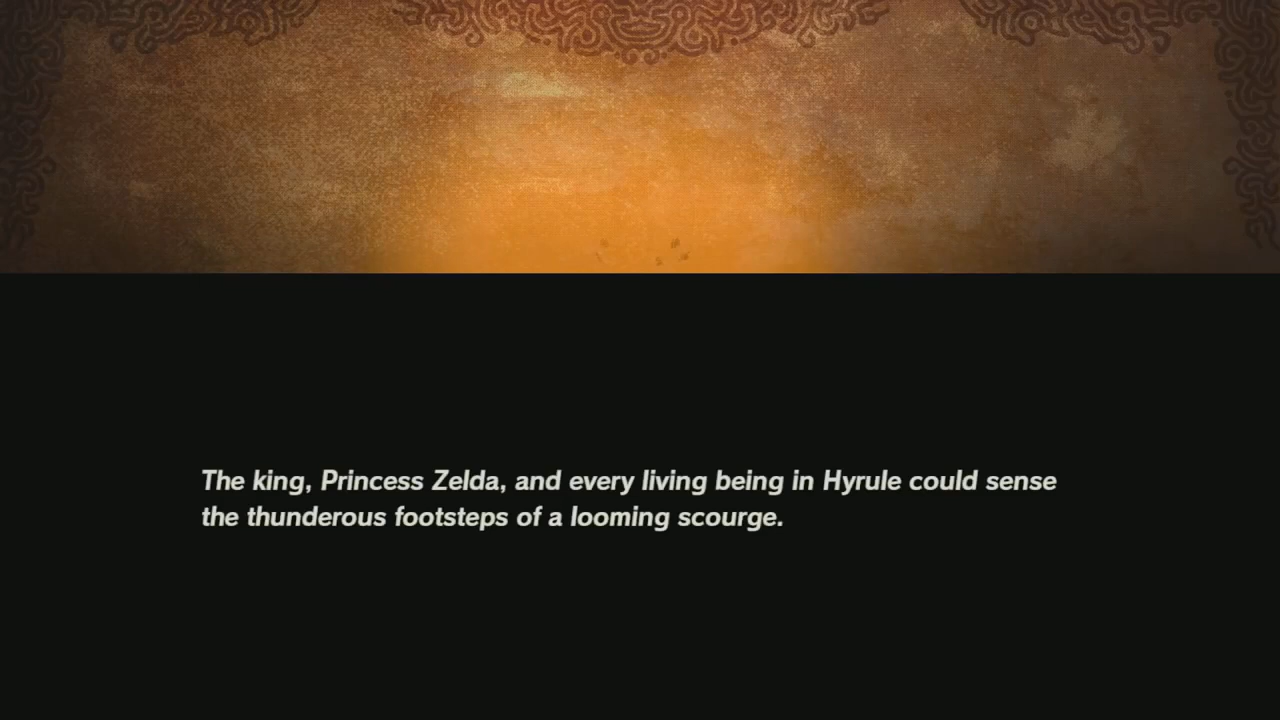 The king, Princess Zelda, and every living being in Hyrule could sense
the thunderous footsteps of a looming scourge.